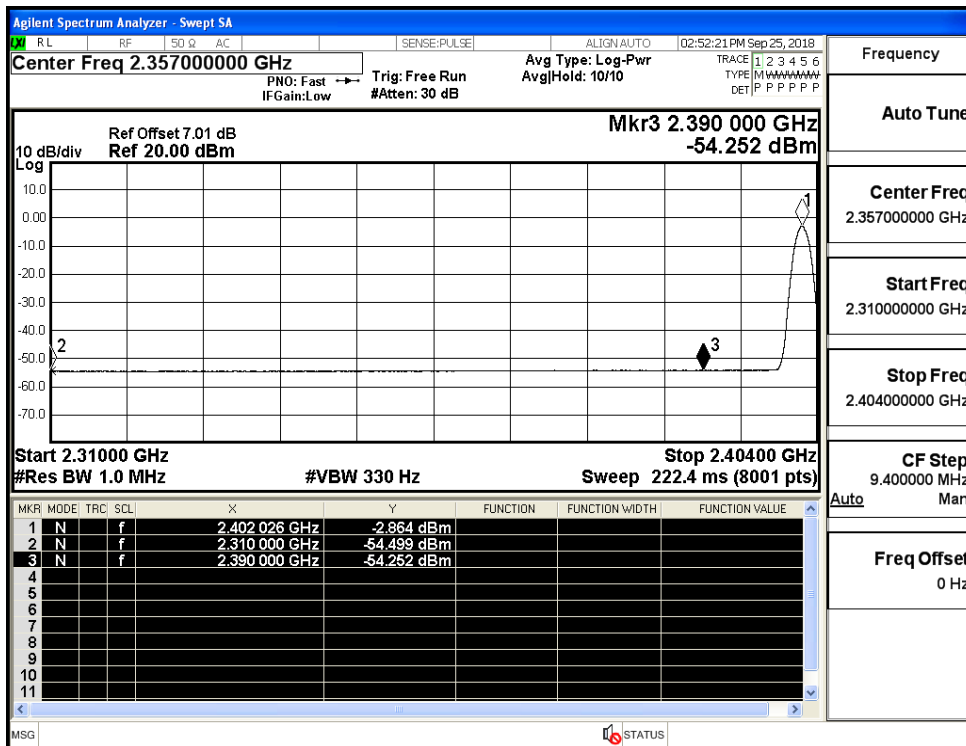 Agilent Spectrum Analyzer - Swept SA
LXI RL RF 50 Ω AC SENSE:PULSE ALIGN AUTO 02:52:21 PM Sep 25, 2018
Center Freq 2.357000000 GHz
PNO: Fast
IFGain:Low
Trig: Free Run
#Atten: 30 dB
Avg Type: Log-Pwr
Avg|Hold: 10/10
TRACE 1 2 3 4 5 6
TYPE M W W W W W
DET P P P P P P
Ref Offset 7.01 dB
10 dB/div Ref 20.00 dBm
Log
Mkr3 2.390 000 GHz
-54.252 dBm
10.0
0.00
-10.0
-20.0
-30.0
-40.0
-50.0
-60.0
-70.0
1
2
3
Start 2.31000 GHz Stop 2.40400 GHz
#Res BW 1.0 MHz #VBW 330 Hz Sweep 222.4 ms (8001 pts)
MKR MODE TRC SCL X Y FUNCTION FUNCTION WIDTH FUNCTION VALUE
1 N f 2.402 026 GHz -2.864 dBm
2 N f 2.310 000 GHz -54.499 dBm
3 N f 2.390 000 GHz -54.252 dBm
4
5
6
7
8
9
10
11
MSG STATUS
Frequency
Auto Tune
Center Freq
2.357000000 GHz
Start Freq
2.310000000 GHz
Stop Freq
2.404000000 GHz
CF Step
9.400000 MHz
Auto Man
Freq Offset
0 Hz